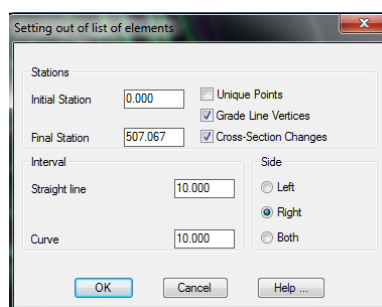 Setting out of list of elements
Stations
Initial Station 0.000 Unique Points
Grade Line Vertices
Final Station 507.067 Cross-Section Changes
Interval Side
Straight line 10.000 Left
Right
Curve 10.000 Both
OK Cancel Help ...